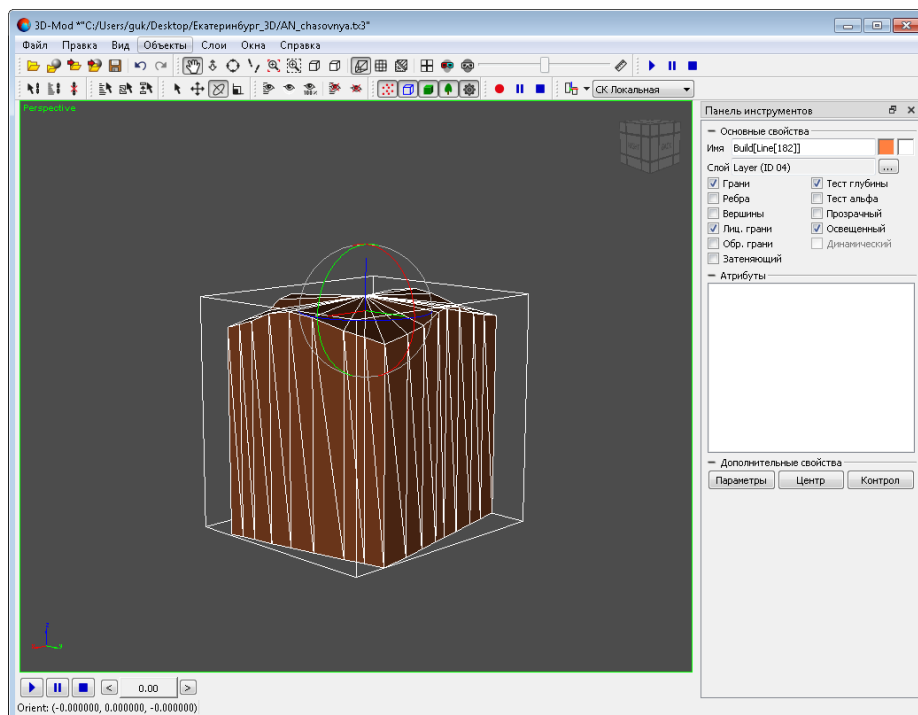 3D-Mod *"C:/Users/guk/Desktop/Екатеринбург_3D/AN_chasovnya.tx3"
Файл Правка Вид Объекты Слои Окна Справка
СК Локальная
Perspective
Панель инструментов
Основные свойства
Имя Build[Line[182]]
Слой Layer (ID 04) ...
Грани Тест глубины
Ребра Тест альфа
Вершины Прозрачный
Лиц. грани Освещенный
Обр. грани Динамический
Затеняющий
Атрибуты
Дополнительные свойства
Параметры Центр Контрол
< 0.00 >
Orient: (-0.000000, 0.000000, -0.000000)